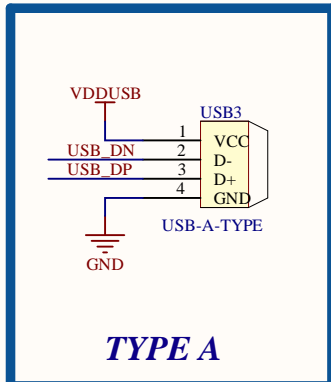 VDDUSB
USB3
1 VCC
USB_DN 2 D-
USB_DP 3 D+
4 GND
USB-A-TYPE
GND
TYPE A